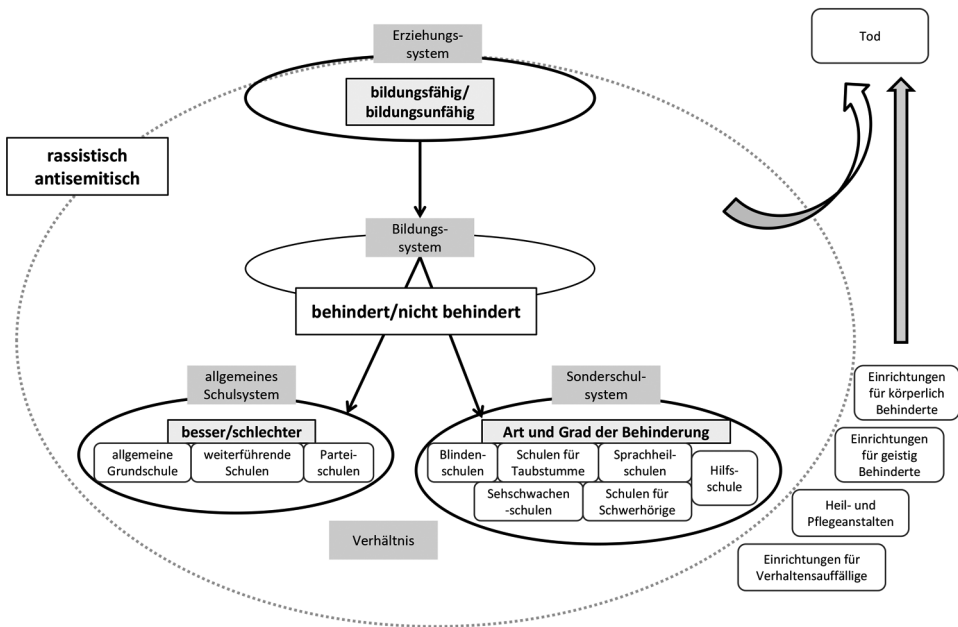 Erziehungs-
system
Tod
bildungsfähig/
bildungsunfähig
rassistisch
antisemitisch
Bildungs-
system
behindert/nicht behindert
allgemeines
Schulsystem
besser/schlechter
allgemeine
Grundschule
weiterführende
Schulen
Partei-
schulen
Sonderschul-
system
Art und Grad der Behinderung
Blinden-
schulen
Schulen für
Taubstumme
Sprachheil-
schulen
Hilfs-
schule
Sehschwachen
-schulen
Schulen für
Schwerhörige
Verhältnis
Einrichtungen
für körperlich
Behinderte
Einrichtungen
für geistig
Behinderte
Heil- und
Pflegeanstalten
Einrichtungen für
Verhaltensauffällige